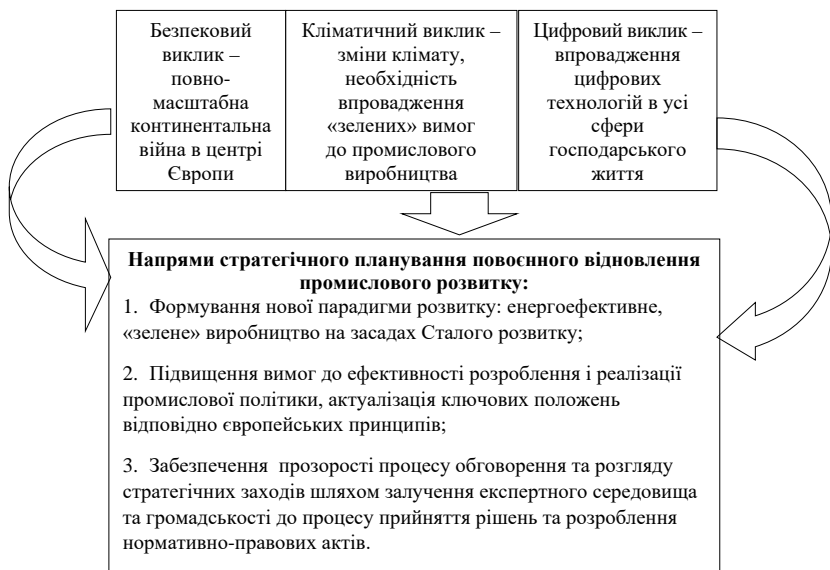 Безпековий
виклик –
повно-
масштабна
континентальна
війна в центрі
Європи
Кліматичний виклик –
зміни клімату,
необхідність
впровадження
«зелених» вимог
до промислового
виробництва
Цифровий виклик –
впровадження
цифрових
технологій в усі
сфери
господарського
життя
Напрями стратегічного планування повоєнного відновлення
промислового розвитку:
1. Формування нової парадигми розвитку: енергоефективне,
«зелене» виробництво на засадах Сталого розвитку;
2. Підвищення вимог до ефективності розроблення і реалізації
промислової політики, актуалізація ключових положень
відповідно європейських принципів;
3. Забезпечення прозорості процесу обговорення та розгляду
стратегічних заходів шляхом залучення експертного середовища
та громадськості до процесу прийняття рішень та розроблення
нормативно-правових актів.